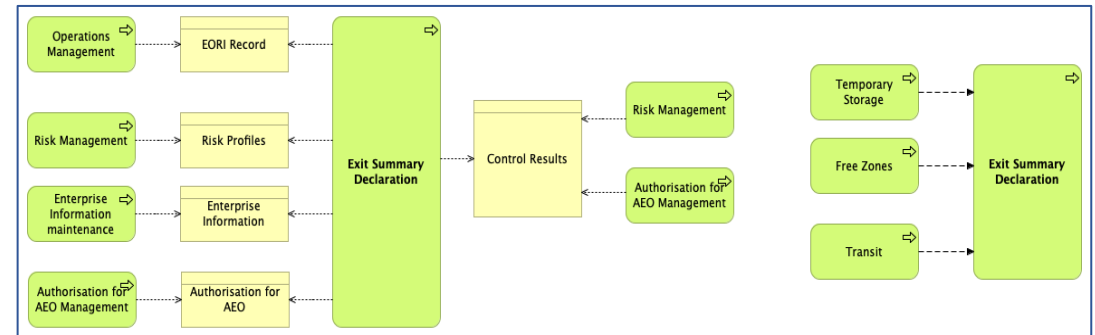 Operations
Management
EORI Record
Risk Management
Risk Profiles
Enterprise
Information
maintenance
Enterprise
Information
Authorisation for
AEO Management
Authorisation for
AEO
Exit Summary
Declaration
Control Results
Risk Management
Authorisation for
AEO Management
Temporary
Storage
Free Zones
Transit
Exit Summary
Declaration